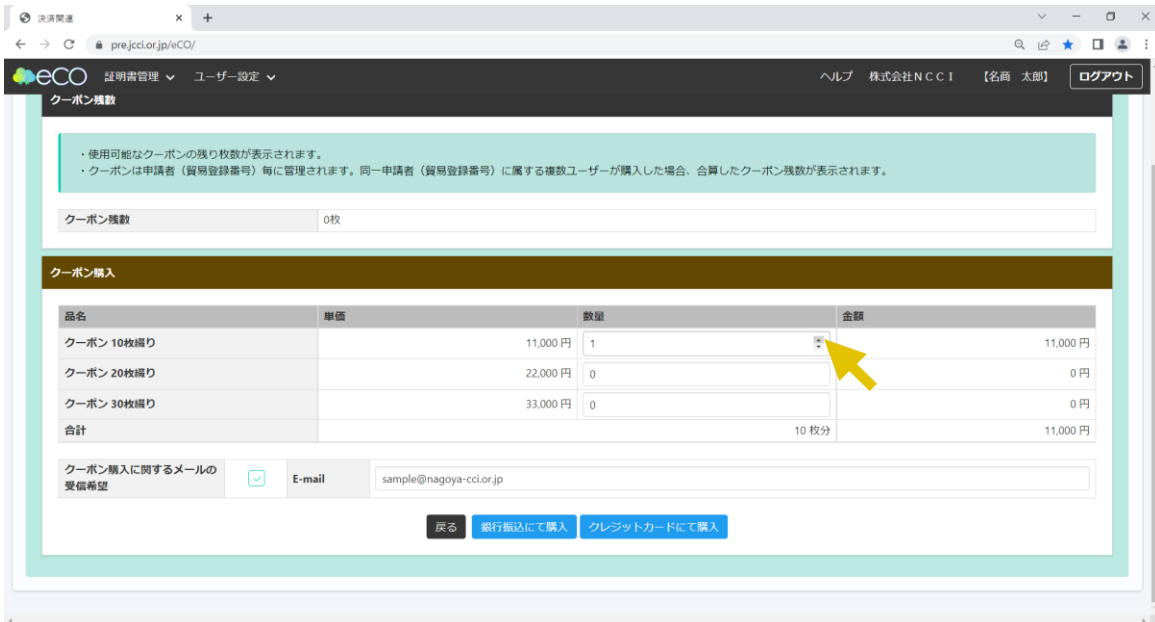 決済関連
pre.jcci.or.jp/eCO/
eCO 証明書管理 ユーザー設定 ヘルプ 株式会社NCCI 【名商 太郎】 ログアウト
クーポン残数
・使用可能なクーポンの残り枚数が表示されます。
・クーポンは申請者（貿易登録番号）毎に管理されます。同一申請者（貿易登録番号）に属する複数ユーザーが購入した場合、合算したクーポン残数が表示されます。
クーポン残数 0枚
クーポン購入
品名 単価 数量 金額
クーポン 10枚綴り 11,000 円 1 11,000 円
クーポン 20枚綴り 22,000 円 0 0 円
クーポン 30枚綴り 33,000 円 0 0 円
合計 10 枚分 11,000 円
クーポン購入に関するメールの
受信希望 E-mail sample@nagoya-cci.or.jp
戻る 銀行振込にて購入 クレジットカードにて購入